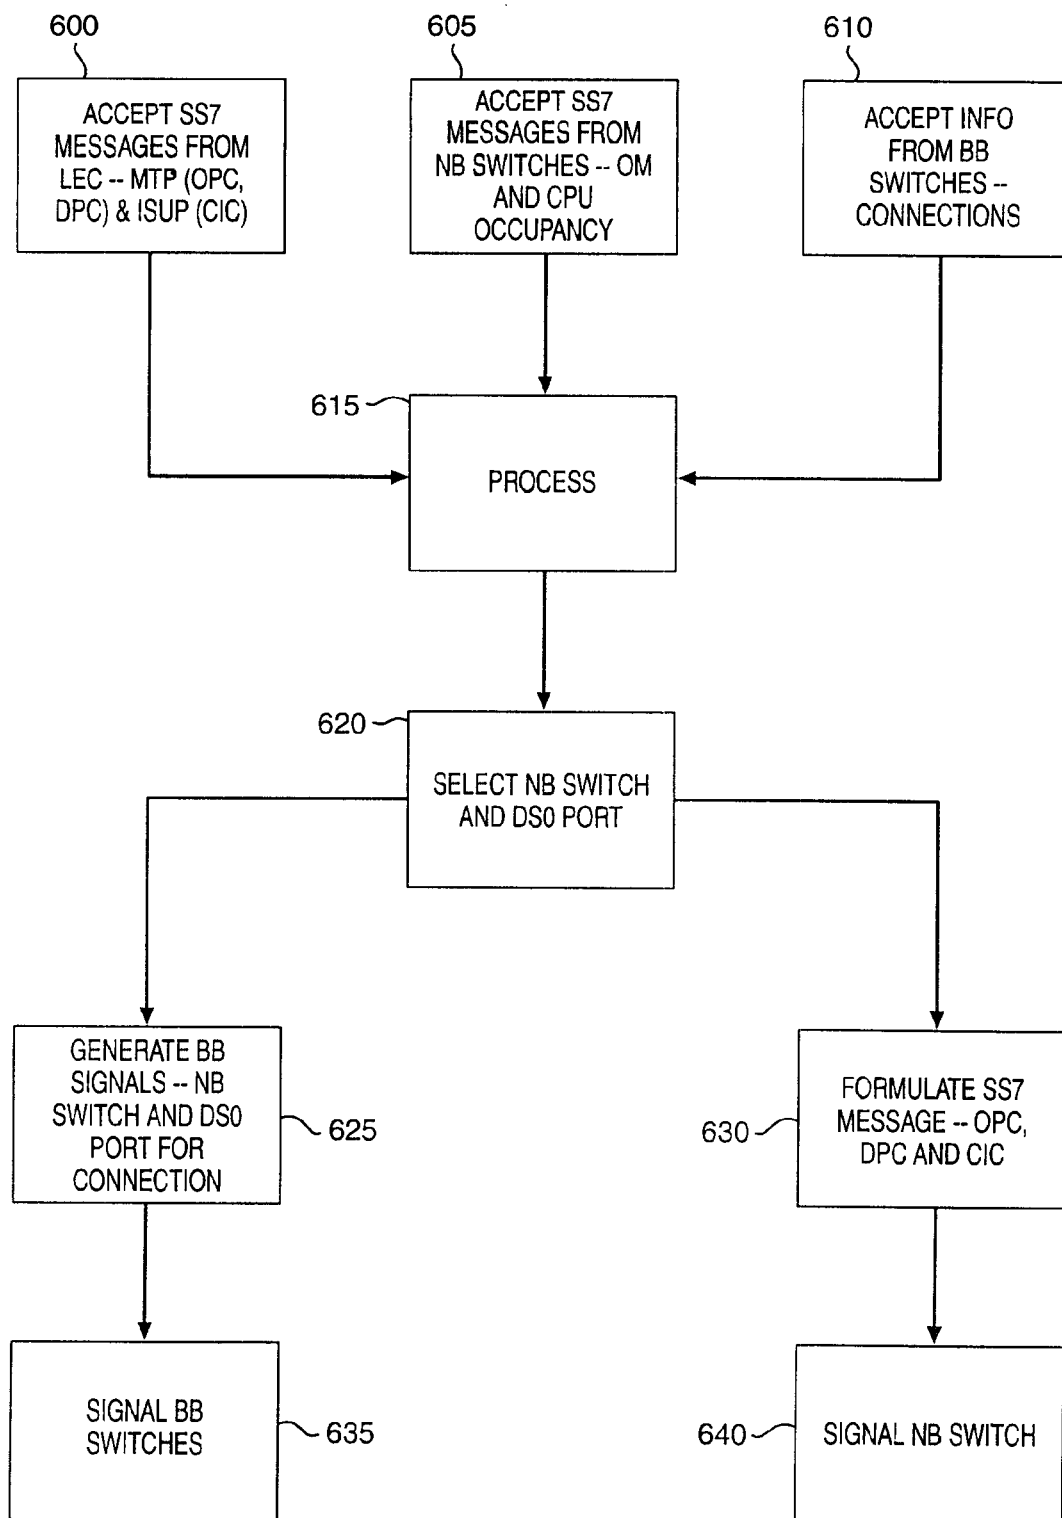 600
ACCEPT SS7
MESSAGES FROM
LEC -- MTP (OPC,
DPC) & ISUP (CIC)
605
ACCEPT SS7
MESSAGES FROM
NB SWITCHES -- OM
AND CPU
OCCUPANCY
610
ACCEPT INFO
FROM BB
SWITCHES --
CONNECTIONS
615
PROCESS
620
SELECT NB SWITCH
AND DS0 PORT
GENERATE BB
SIGNALS -- NB
SWITCH AND DS0
PORT FOR
CONNECTION
625
630
FORMULATE SS7
MESSAGE -- OPC,
DPC AND CIC
SIGNAL BB
SWITCHES
635
640
SIGNAL NB SWITCH